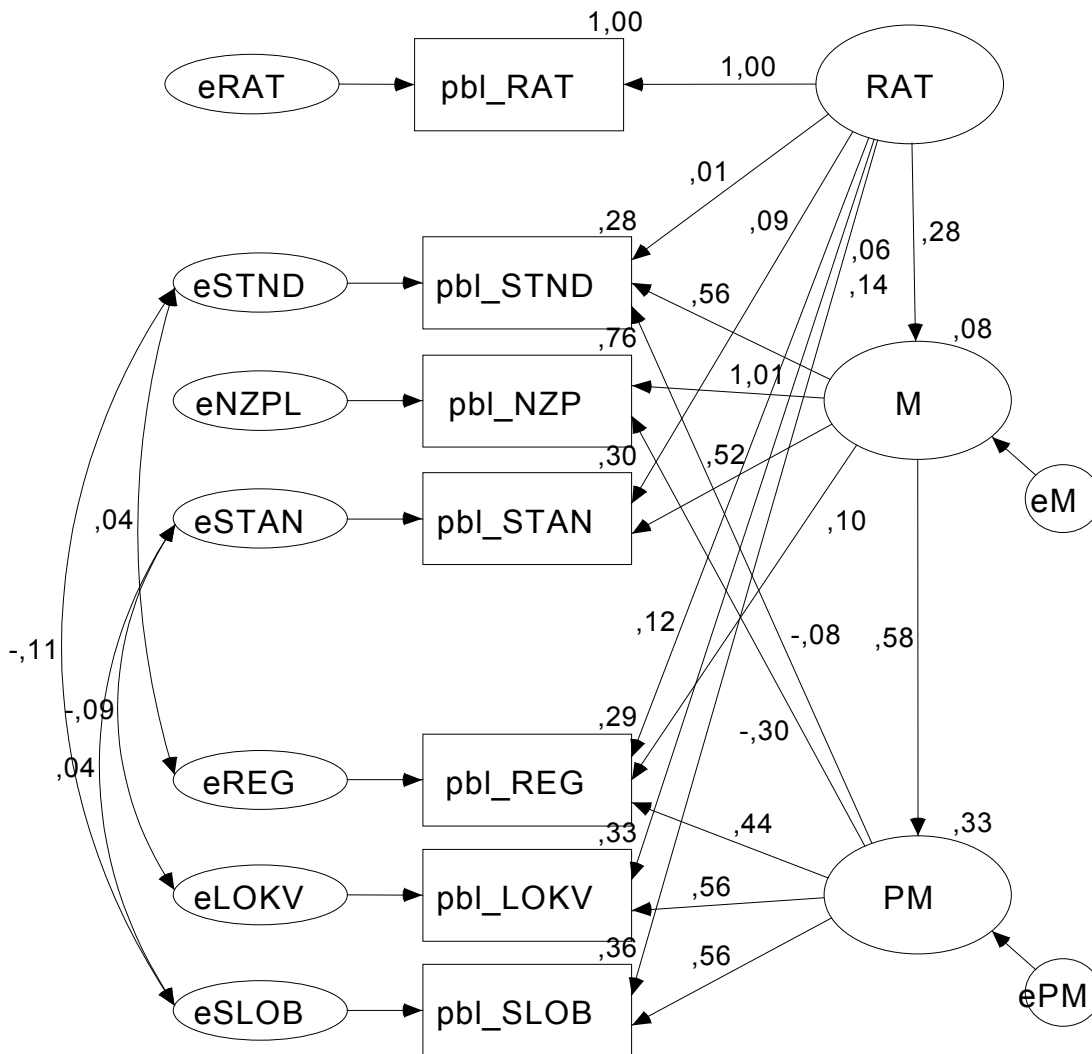 1,00
eRAT
pbl_RAT
1,00
RAT
,01
,28
,09
,06
,28
,14
eSTND
pbl_STND
,56
,76
,08
eNZPL
pbl_NZP
1,01
M
,30
,52
eSTAN
pbl_STAN
,04
,10
eM
,12
-,08
,58
-,11
-,09
,29
-,30
,04
eREG
pbl_REG
,33
,44
,33
eLOKV
pbl_LOKV
,56
PM
,36
,56
eSLOB
pbl_SLOB
ePM